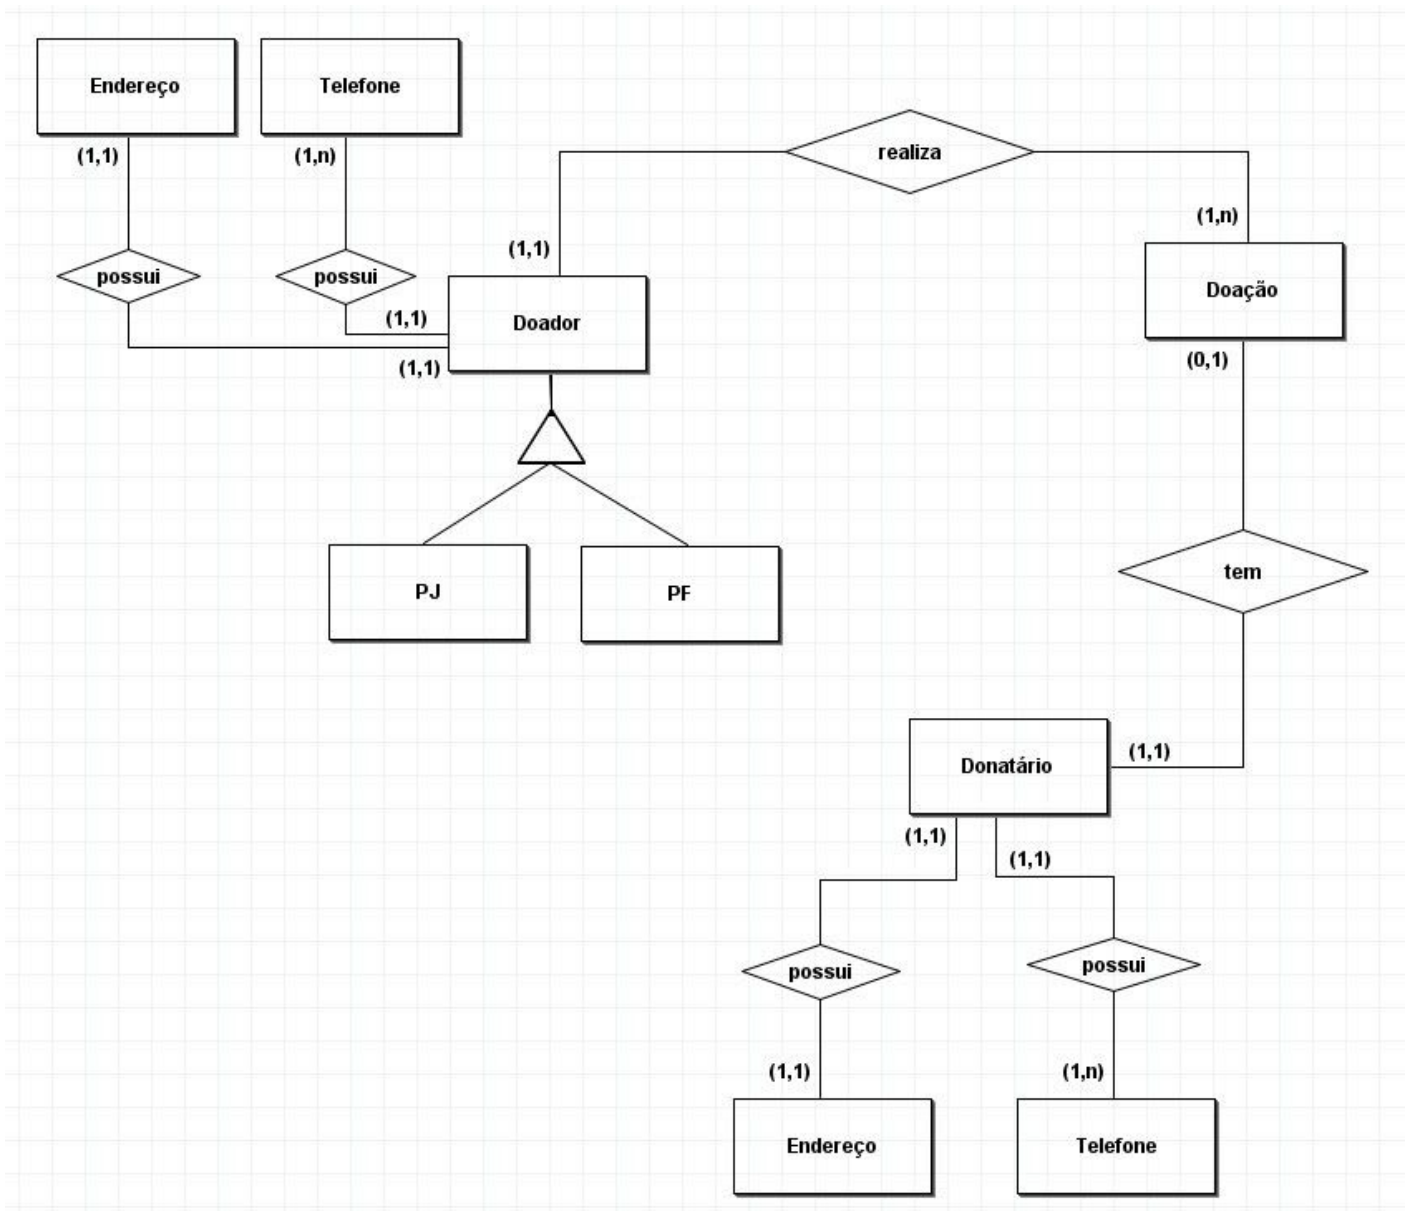 Endereço
Telefone
(1,1)
(1,n)
realiza
(1,n)
(1,1)
possui
possui
Doação
(1,1)
Doador
(0,1)
(1,1)
PJ
PF
tem
Donatário
(1,1)
(1,1)
(1,1)
possui
possui
(1,1)
(1,n)
Endereço
Telefone